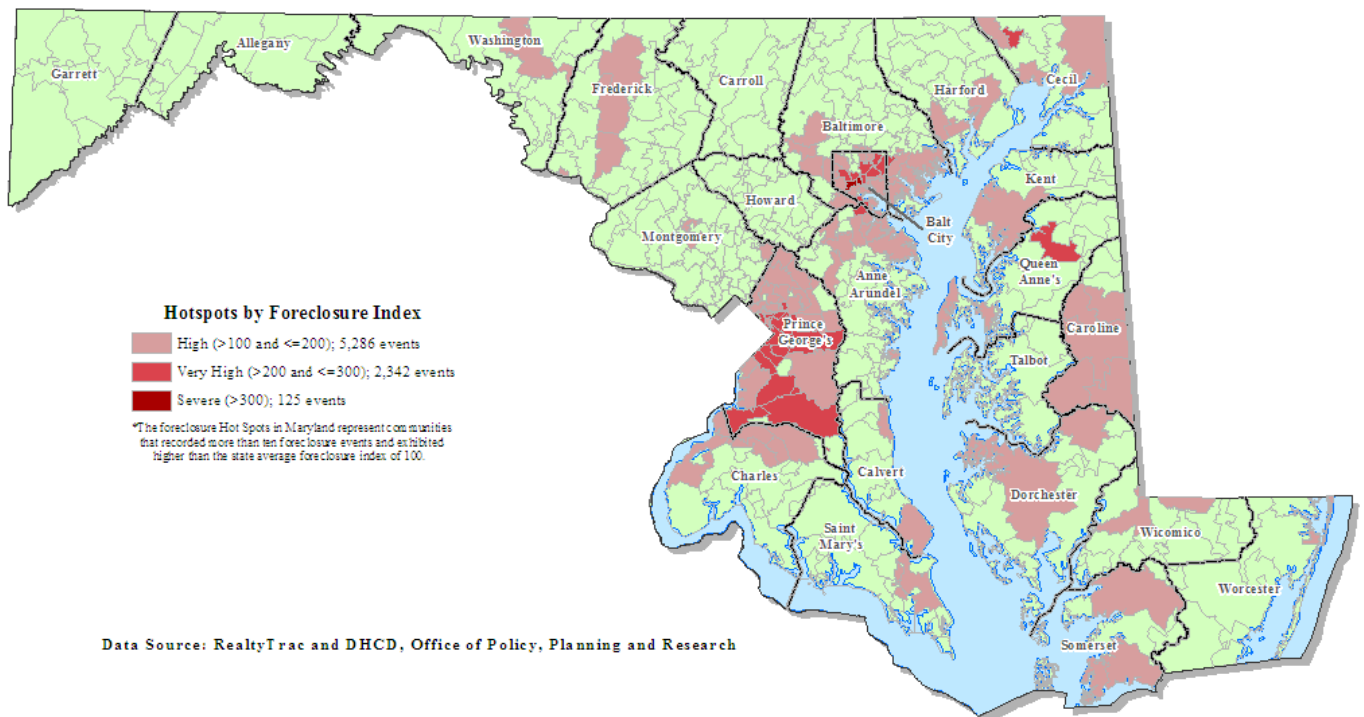 Garrett
Allegany
Washington
Frederick
Carroll
Baltimore
Harford
Cecil
Kent
Howard
Montgomery
Balt
City
Queen
Anne's
Anne
Arundel
Prince
George's
Caroline
Talbot
Hotspots by Foreclosure Index
High (>100 and <=200); 5,286 events
Very High (>200 and <=300); 2,342 events
Severe (>300); 125 events
*The foreclosure Hot Spots in Maryland represent communities
that recorded more than ten foreclosure events and exhibited
higher than the state average foreclosure index of 100.
Charles
Calvert
Dorchester
Saint
Mary's
Wicomico
Worcester
Somerset
Data Source: RealtyTrac and DHCD, Office of Policy, Planning and Research